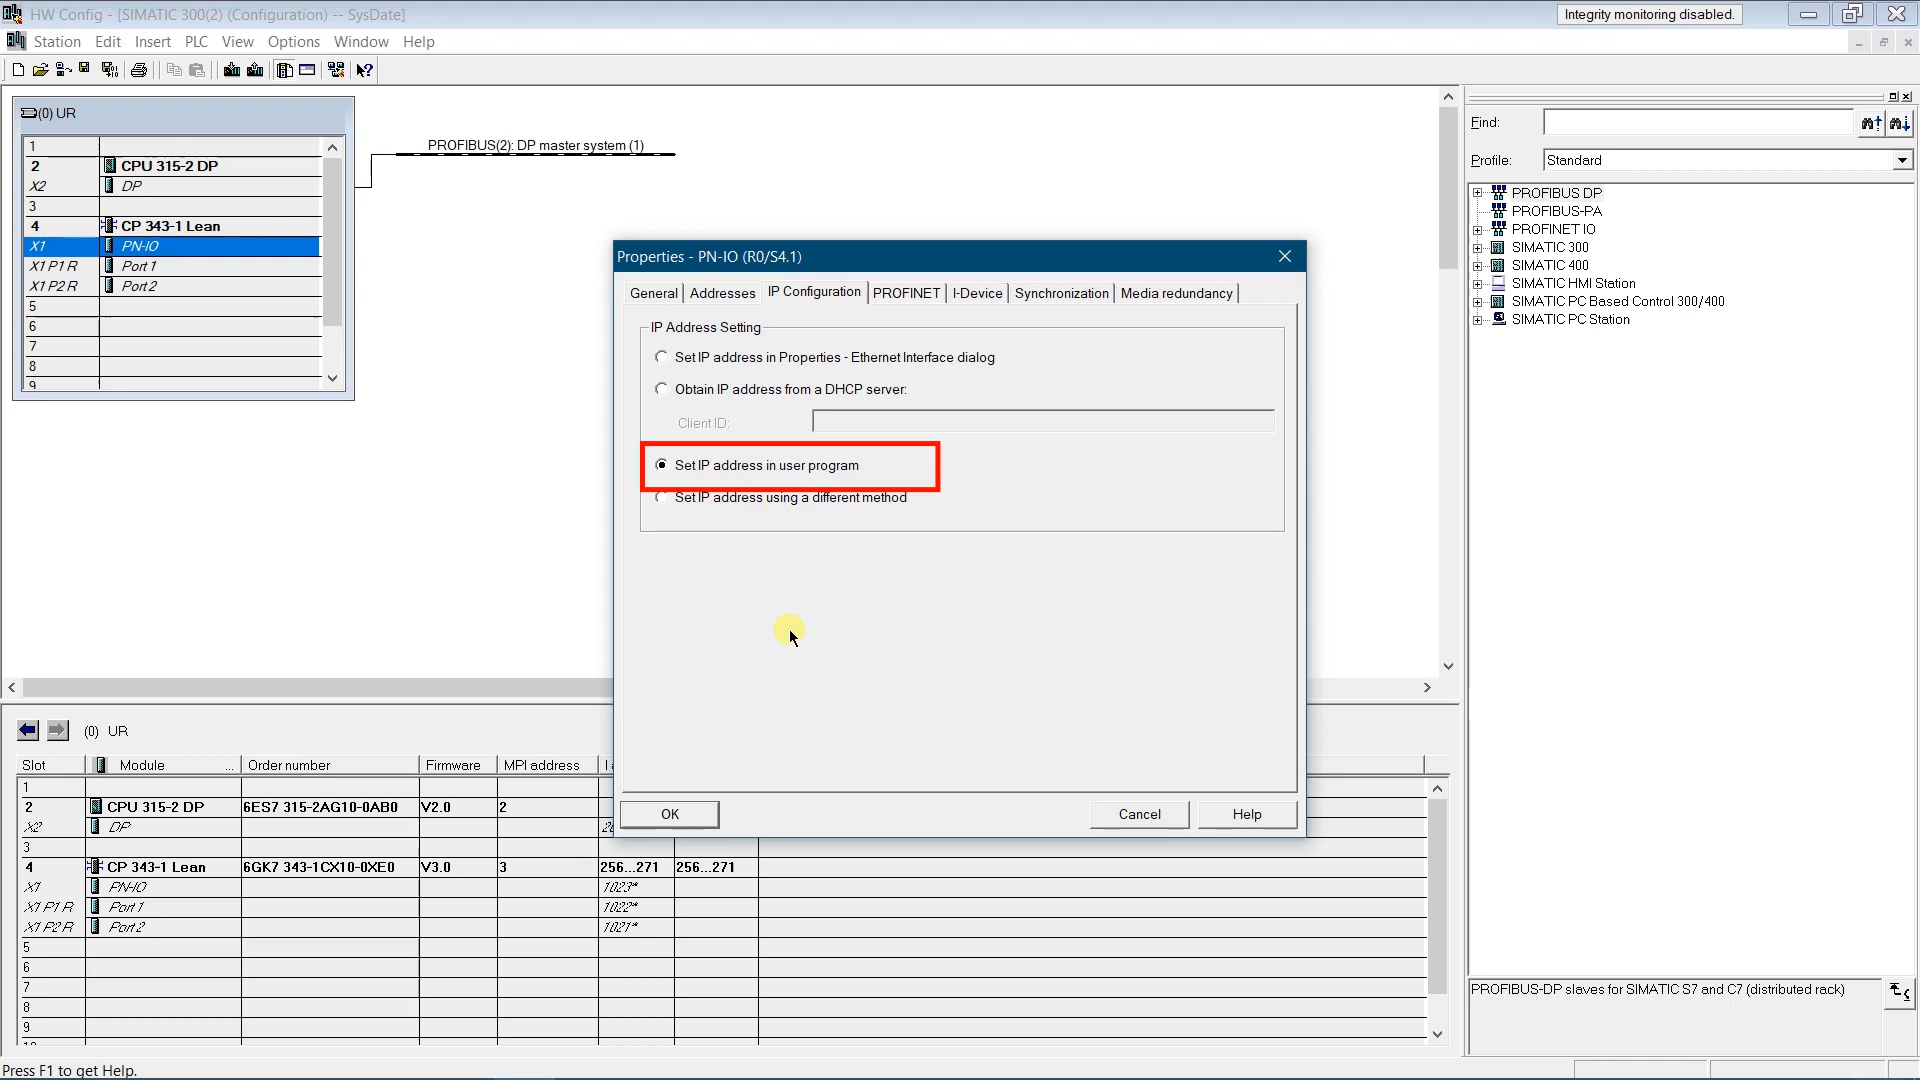 HW Config - [SIMATIC 300(2) (Configuration) -- SysDate]
Integrity monitoring disabled.
Station Edit Insert PLC View Options Window Help
(0) UR
1
2 CPU 315-2 DP
X2 DP
3
4 CP 343-1 Lean
X1 PN-IO
X1 P1 R Port 1
X1 P2 R Port 2
5
6
7
8
9
PROFIBUS(2): DP master system (1)
Properties - PN-IO (R0/S4.1)
General Addresses IP Configuration PROFINET I-Device Synchronization Media redundancy
IP Address Setting
Set IP address in Properties - Ethernet Interface dialog
Obtain IP address from a DHCP server:
Client ID:
Set IP address in user program
Set IP address using a different method
OK Cancel Help
Find:
Profile: Standard
PROFIBUS DP
PROFIBUS-PA
PROFINET IO
SIMATIC 300
SIMATIC 400
SIMATIC HMI Station
SIMATIC PC Based Control 300/400
SIMATIC PC Station
PROFIBUS-DP slaves for SIMATIC S7 and C7 (distributed rack)
(0) UR
Slot Module ... Order number Firmware MPI address
1
2 CPU 315-2 DP 6ES7 315-2AG10-0AB0 V2.0 2
X2 DP
3
4 CP 343-1 Lean 6GK7 343-1CX10-0XE0 V3.0 3 256...271 256...271
X1 PN-IO 1023*
X1 P1 R Port 1 1022*
X1 P2 R Port 2 1021*
5
6
7
8
9
Press F1 to get Help.